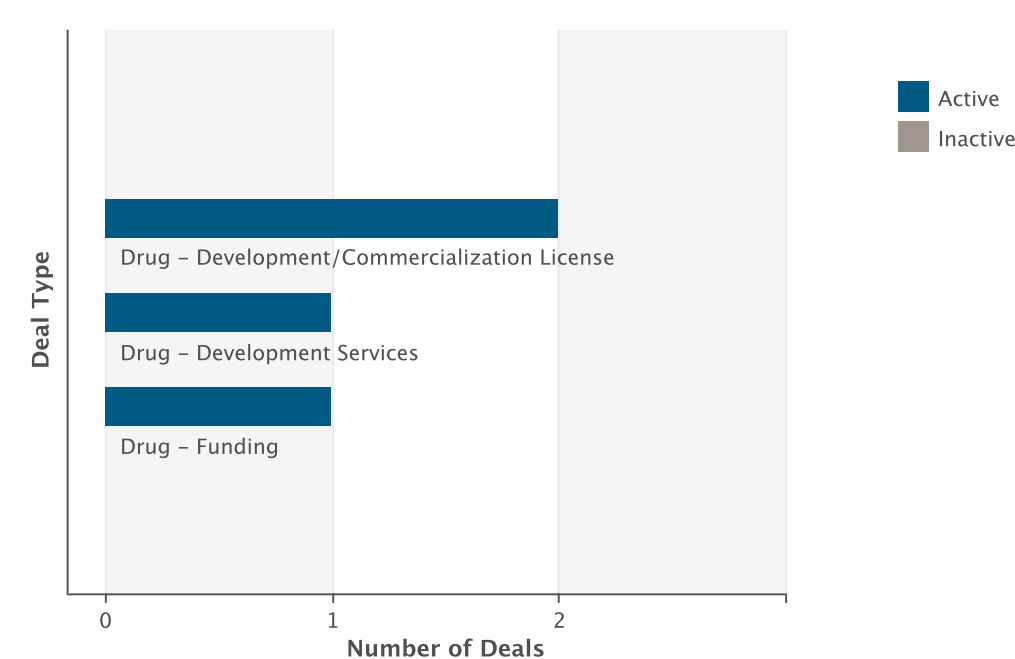 Active
Inactive
Drug – Development/Commercialization License
Drug – Development Services
Drug – Funding
Deal Type
0 1 2
Number of Deals